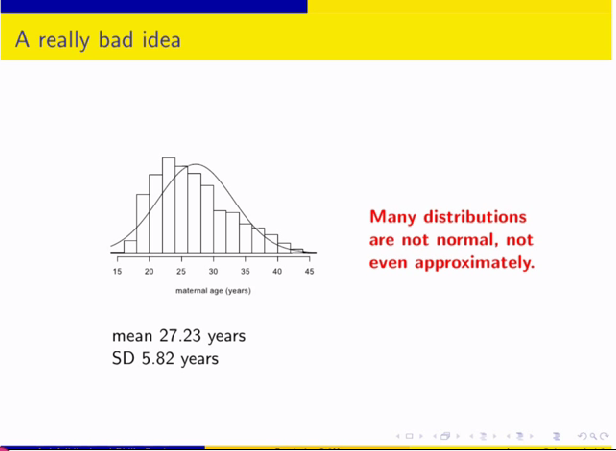 A really bad idea
Many distributions
are not normal, not
even approximately.
15 20 25 30 35 40 45
maternal age (years)
mean 27.23 years
SD 5.82 years